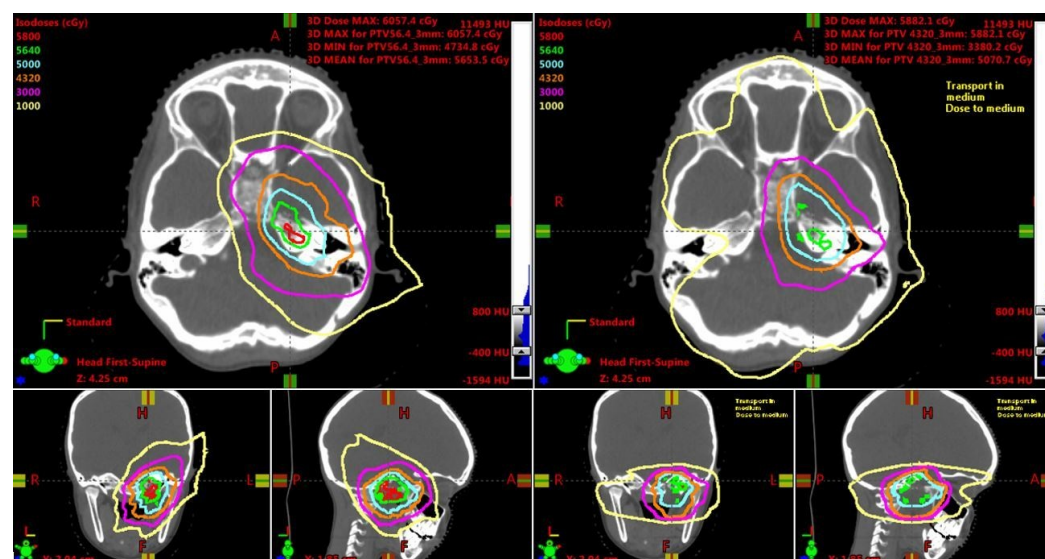 Isodoses (cGy)
5800
5640
5000
4320
3000
1000
3D Dose MAX: 6057.4 cGy
3D MAX for PTV56.4_3mm: 6057.4 cGy
3D MIN for PTV56.4_3mm: 4734.8 cGy
3D MEAN for PTV56.4_3mm: 5653.5 cGy
11493 HU
A
R
Standard
Head First-Supine
Z: 4.25 cm
P
800 HU
-400 HU
-1594 HU
Isodoses (cGy)
5800
5640
5000
4320
3000
1000
3D Dose MAX: 5882.1 cGy
3D MAX for PTV 4320_3mm: 5882.1 cGy
3D MIN for PTV 4320_3mm: 3380.2 cGy
3D MEAN for PTV 4320_3mm: 5070.7 cGy
11493 HU
A
Transport in
medium
Dose to medium
R
Standard
Head First-Supine
Z: 4.25 cm
P
800 HU
-400 HU
-1594 HU
H
R
L
F
H
P
A
F
Transport in
medium
Dose to medium
H
R
L
F
Transport in
medium
Dose to medium
H
P
A
F